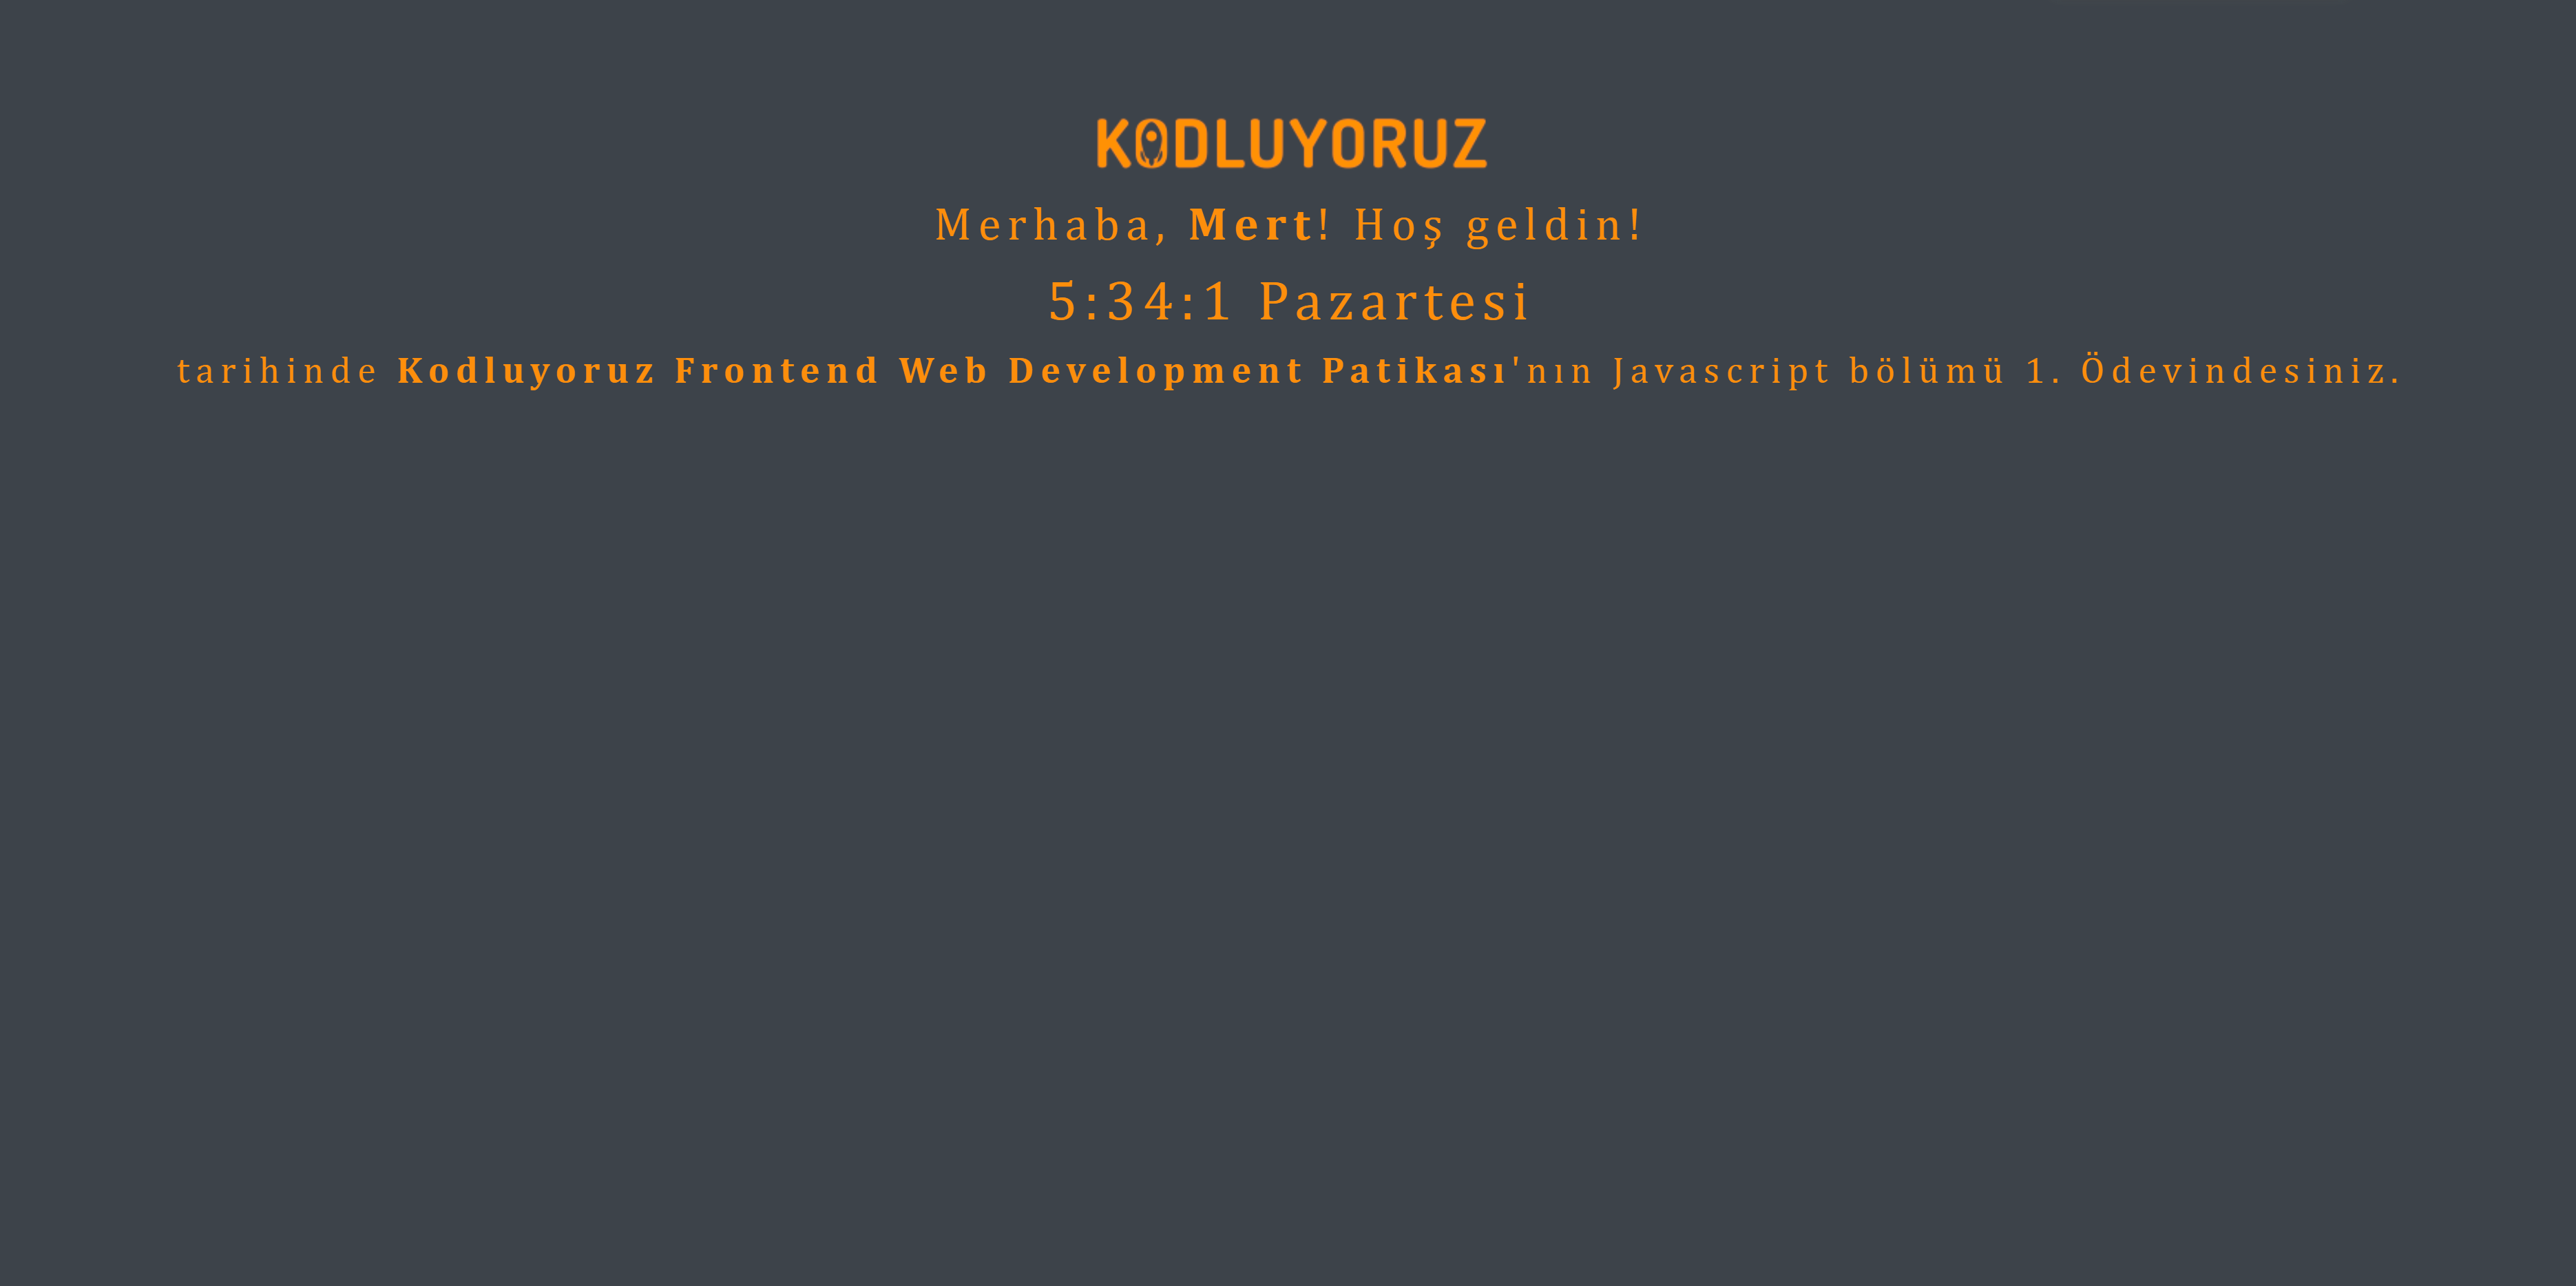 KODLUYORUZ
Merhaba, Mert! Hoş geldin!
5:34:1 Pazartesi
tarihinde Kodluyoruz Frontend Web Development Patikası'nın Javascript bölümü 1. Ödevindesiniz.